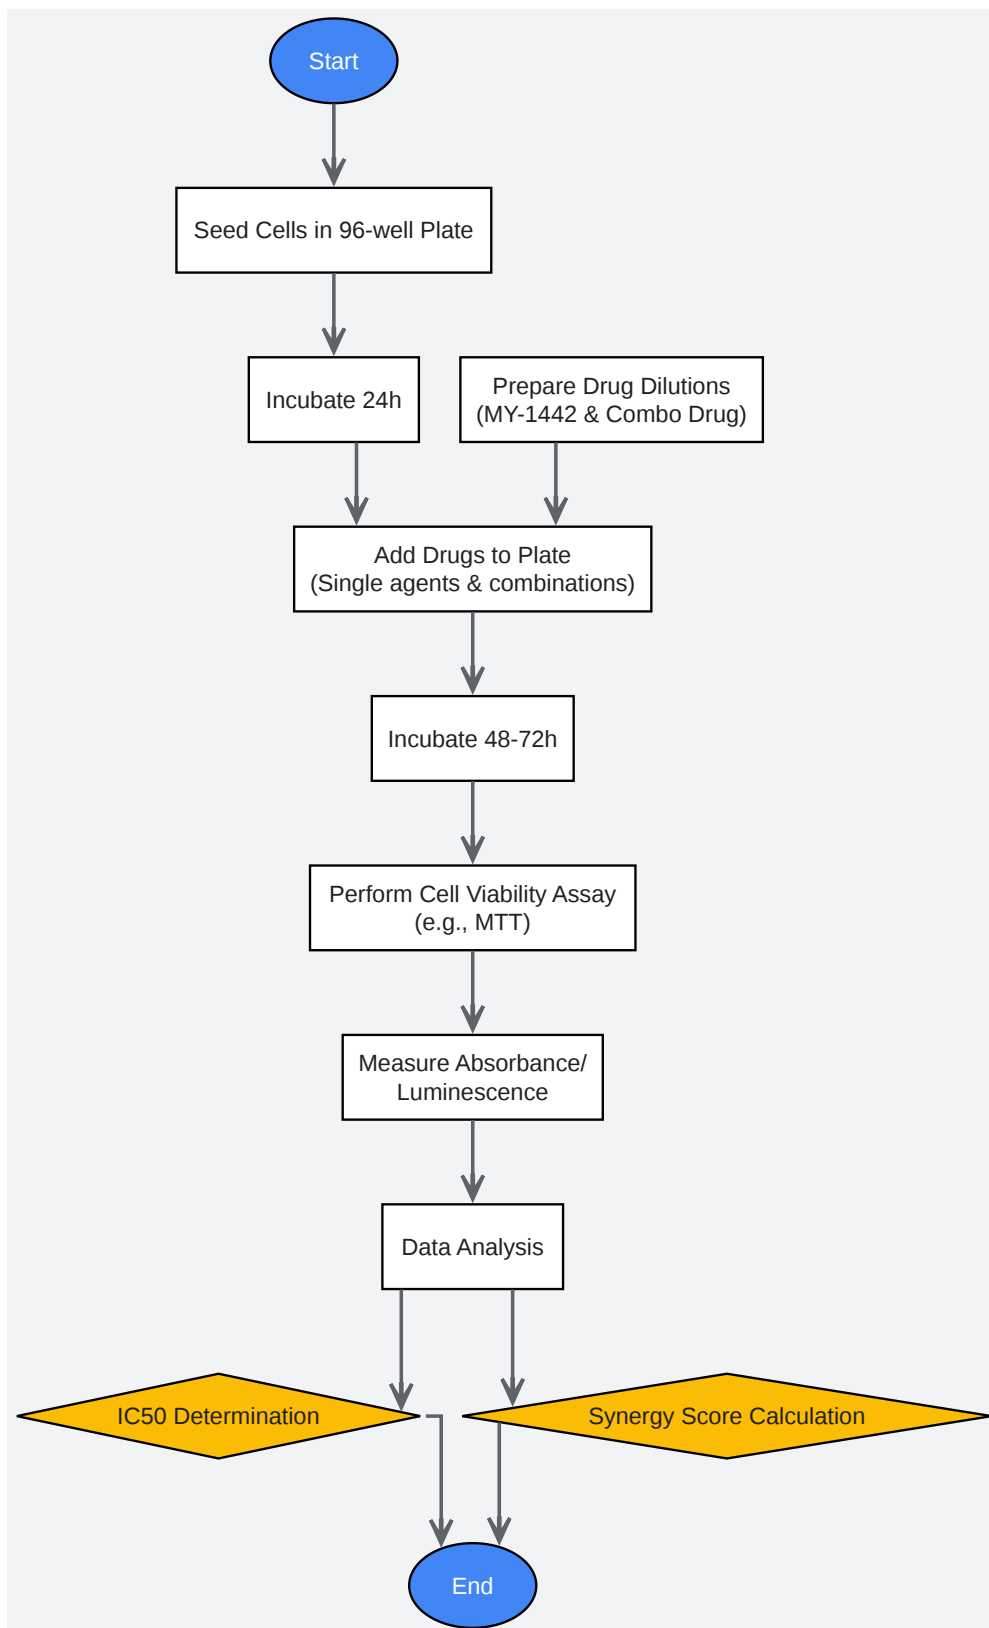 Start
Seed Cells in 96-well Plate
Incubate 24h
Prepare Drug Dilutions
(MY-1442 & Combo Drug)
Add Drugs to Plate
(Single agents & combinations)
Incubate 48-72h
Perform Cell Viability Assay
(e.g., MTT)
Measure Absorbance/
Luminescence
Data Analysis
IC50 Determination
Synergy Score Calculation
End